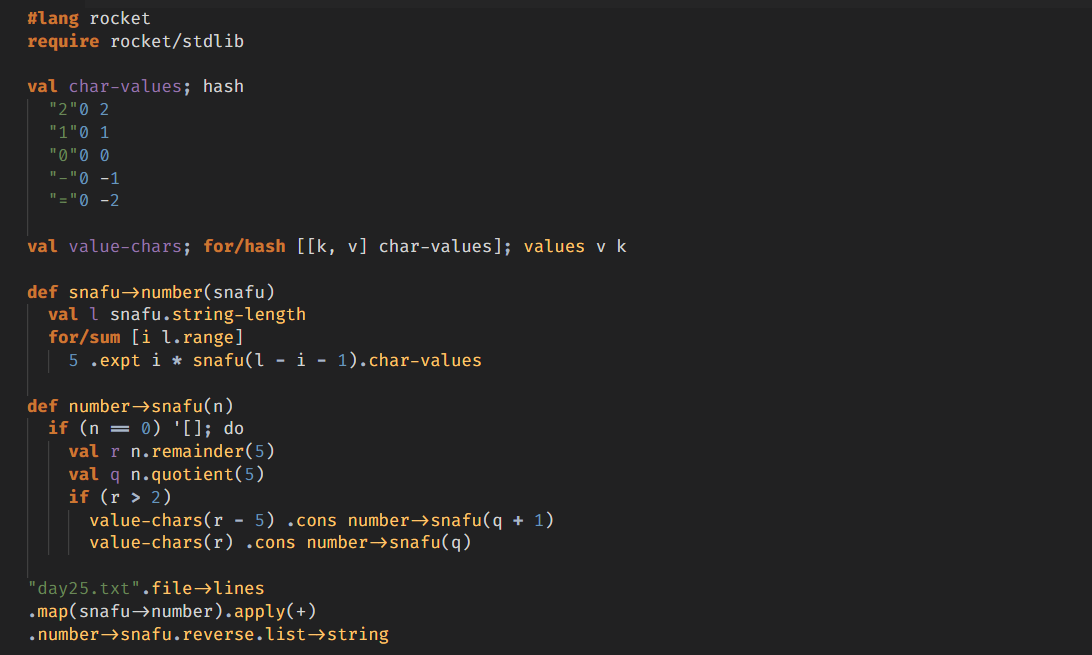 #lang rocket
require rocket/stdlib

val char-values; hash
  "2"0 2
  "1"0 1
  "0"0 0
  "-"0 -1
  "="0 -2

val value-chars; for/hash [[k, v] char-values]; values v k

def snafu->number(snafu)
  val l snafu.string-length
  for/sum [i l.range]
    5 .expt i * snafu(l - i - 1).char-values

def number->snafu(n)
  if (n == 0) '[]; do
    val r n.remainder(5)
    val q n.quotient(5)
    if (r > 2)
      value-chars(r - 5) .cons number->snafu(q + 1)
      value-chars(r) .cons number->snafu(q)

"day25.txt".file->lines
.map(snafu->number).apply(+)
.number->snafu.reverse.list->string